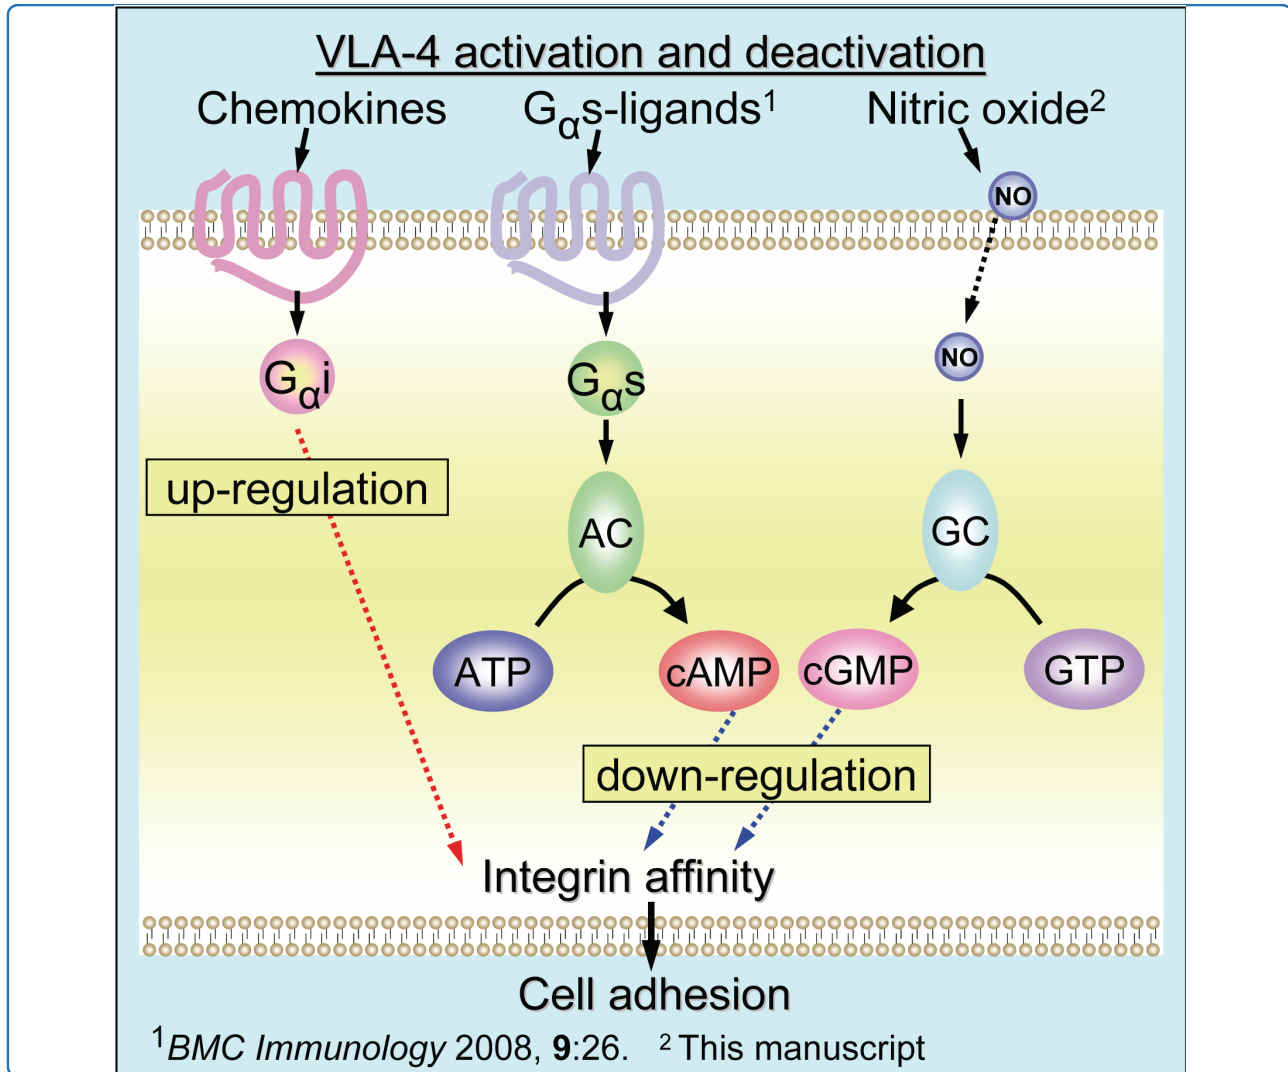 VLA-4 activation and deactivation
Chemokines
Gαs-ligands¹
Nitric oxide²
NO
NO
Gαi
Gαs
up-regulation
AC
GC
ATP
cAMP
cGMP
GTP
down-regulation
Integrin affinity
Cell adhesion
¹BMC Immunology 2008, 9:26. ² This manuscript